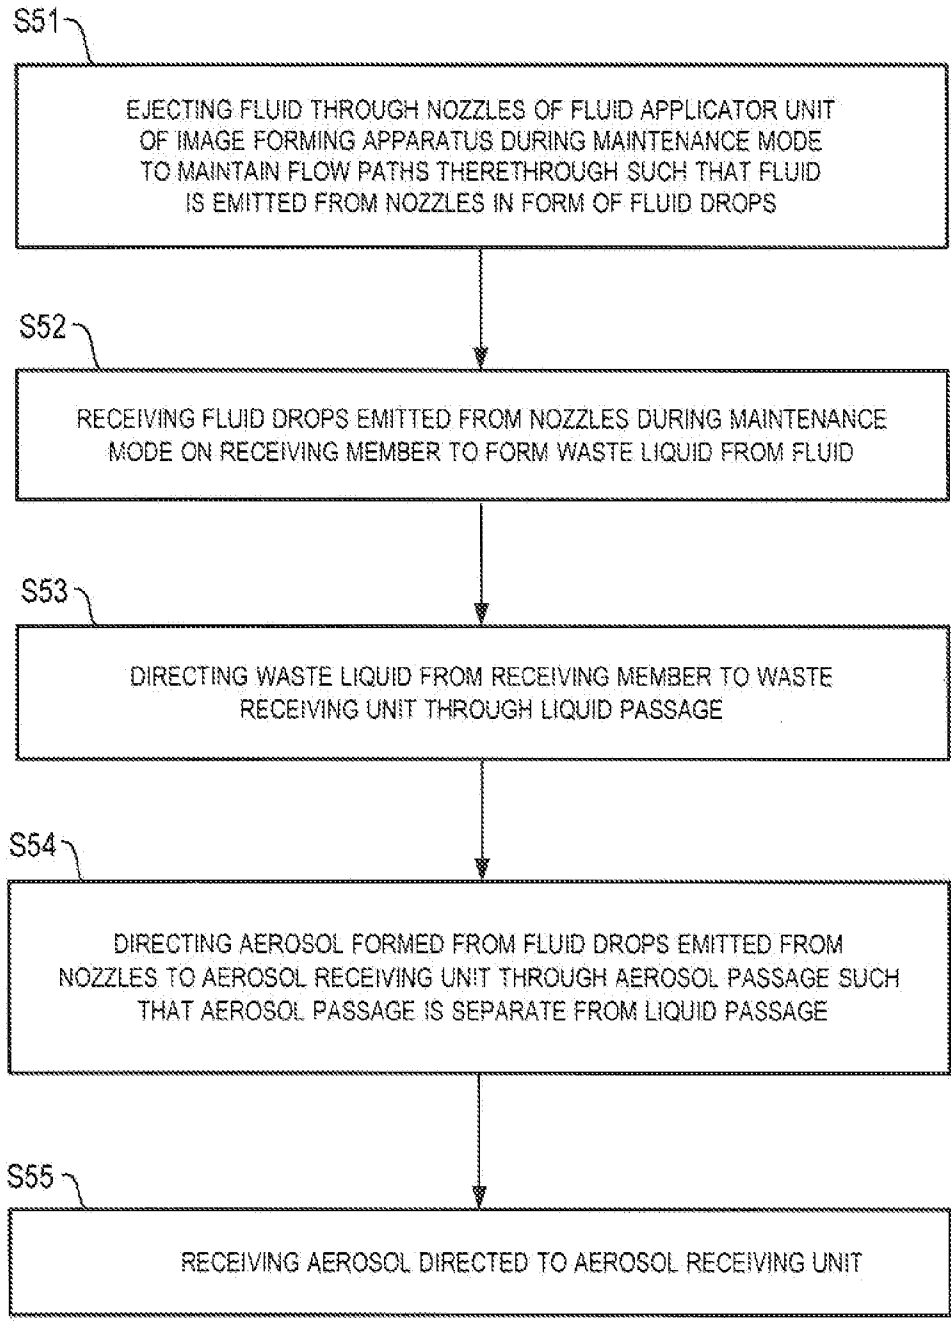 S51
EJECTING FLUID THROUGH NOZZLES OF FLUID APPLICATOR UNIT
OF IMAGE FORMING APPARATUS DURING MAINTENANCE MODE
TO MAINTAIN FLOW PATHS THERETHROUGH SUCH THAT FLUID
IS EMITTED FROM NOZZLES IN FORM OF FLUID DROPS
S52
RECEIVING FLUID DROPS EMITTED FROM NOZZLES DURING MAINTENANCE
MODE ON RECEIVING MEMBER TO FORM WASTE LIQUID FROM FLUID
S53
DIRECTING WASTE LIQUID FROM RECEIVING MEMBER TO WASTE
RECEIVING UNIT THROUGH LIQUID PASSAGE
S54
DIRECTING AEROSOL FORMED FROM FLUID DROPS EMITTED FROM
NOZZLES TO AEROSOL RECEIVING UNIT THROUGH AEROSOL PASSAGE SUCH
THAT AEROSOL PASSAGE IS SEPARATE FROM LIQUID PASSAGE
S55
RECEIVING AEROSOL DIRECTED TO AEROSOL RECEIVING UNIT